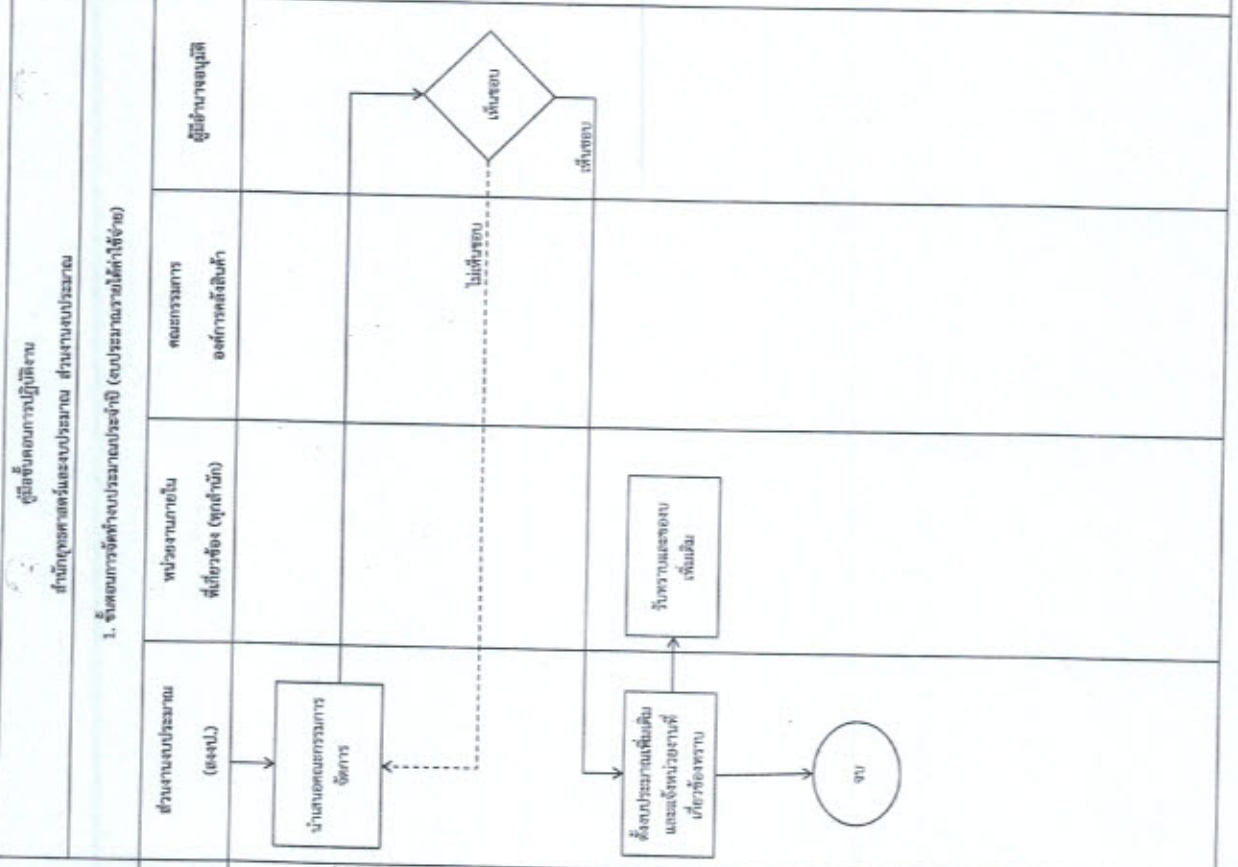 คู่มือขั้นตอนการปฏิบัติงาน
สำนักยุทธศาสตร์และงบประมาณ ส่วนงานงบประมาณ
1. ขั้นตอนการจัดทำงบประมาณประจำปี (งบประมาณรายได้ค่าใช้จ่าย)
ส่วนงานงบประมาณ
(สงงป.)
หน่วยงานภายใน
ที่เกี่ยวข้อง (ทุกสำนัก)
คณะกรรมการ
องค์การคลังสินค้า
ผู้มีอำนาจอนุมัติ
นำเสนอคณะกรรมการ
จัดการ
เห็นชอบ
ไม่เห็นชอบ
เห็นชอบ
ตั้งงบประมาณเพิ่มเติม
และแจ้งหน่วยงานที่
เกี่ยวข้องทราบ
รับทราบและของบ
เพิ่มเติม
จบ